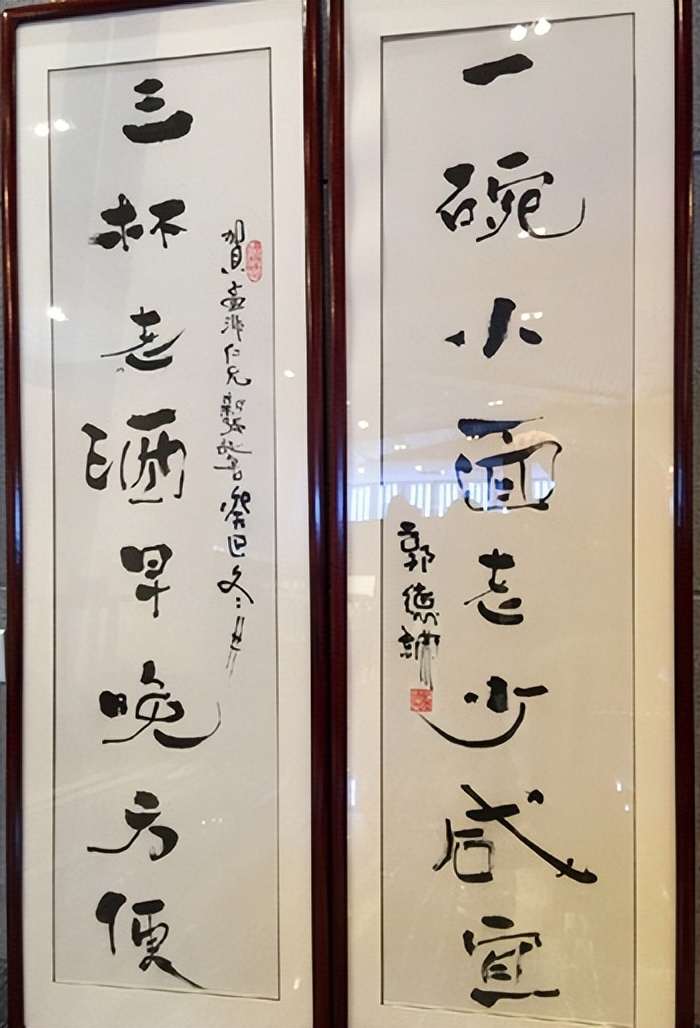 一碗小面老少咸宜
郭德纲
三杯老酒早晚方便
賀孟非仁兄 癸巳冬